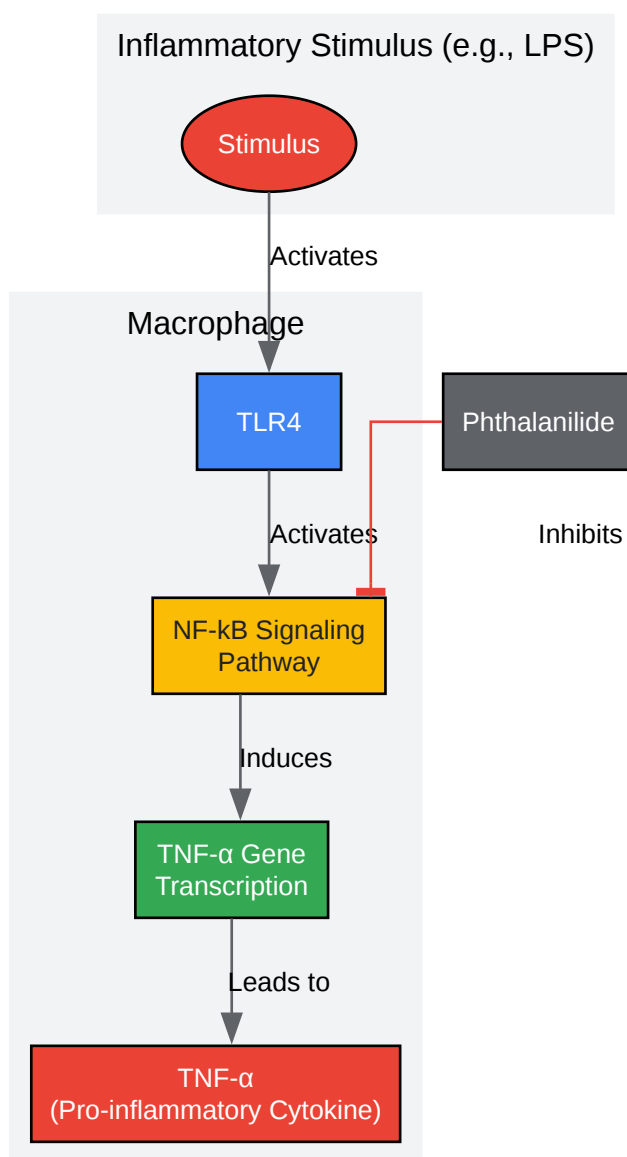 Inflammatory Stimulus (e.g., LPS)
Stimulus
Activates
Macrophage
TLR4
Phthalanilide
Activates
Inhibits
NF-kB Signaling
Pathway
Induces
TNF-α Gene
Transcription
Leads to
TNF-α
(Pro-inflammatory Cytokine)